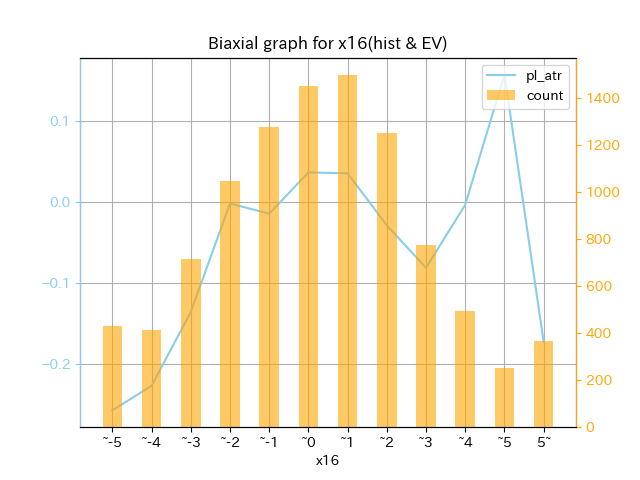 Biaxial graph for x16(hist & EV)
pl_atr
count
0.1
0.0
−0.1
−0.2
1400
1200
1000
800
600
400
200
0
~-5 ~-4 ~-3 ~-2 ~-1 ~0 ~1 ~2 ~3 ~4 ~5 5~
x16